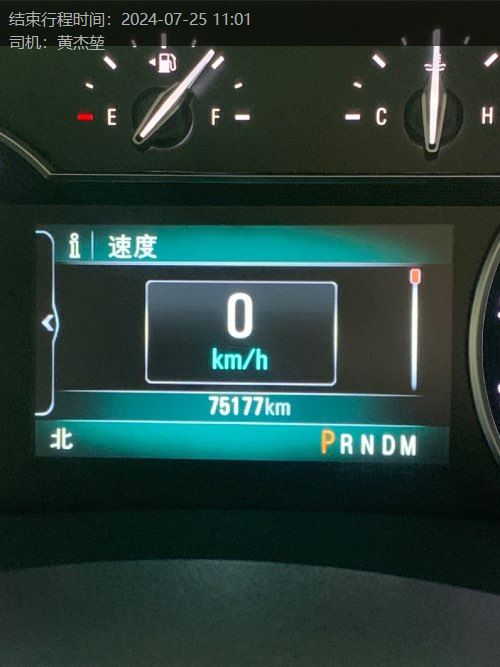 结束行程时间：2024-07-25 11:01
司机：黄杰堃
E F C H
速度
0
km/h
75177km
北 PRNDM